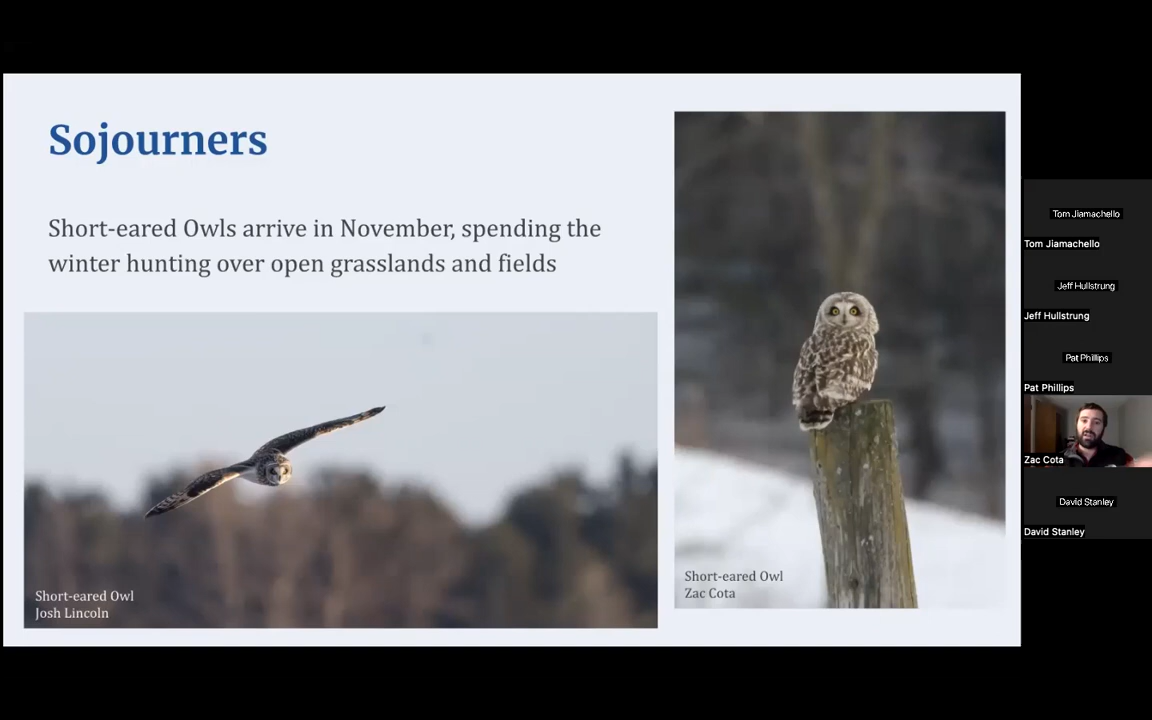 Sojourners
Short-eared Owls arrive in November, spending the
winter hunting over open grasslands and fields
Short-eared Owl
Josh Lincoln
Short-eared Owl
Zac Cota
Tom Jiamachello
Tom Jiamachello
Jeff Hullstrung
Jeff Hullstrung
Pat Phillips
Pat Phillips
Zac Cota
David Stanley
David Stanley